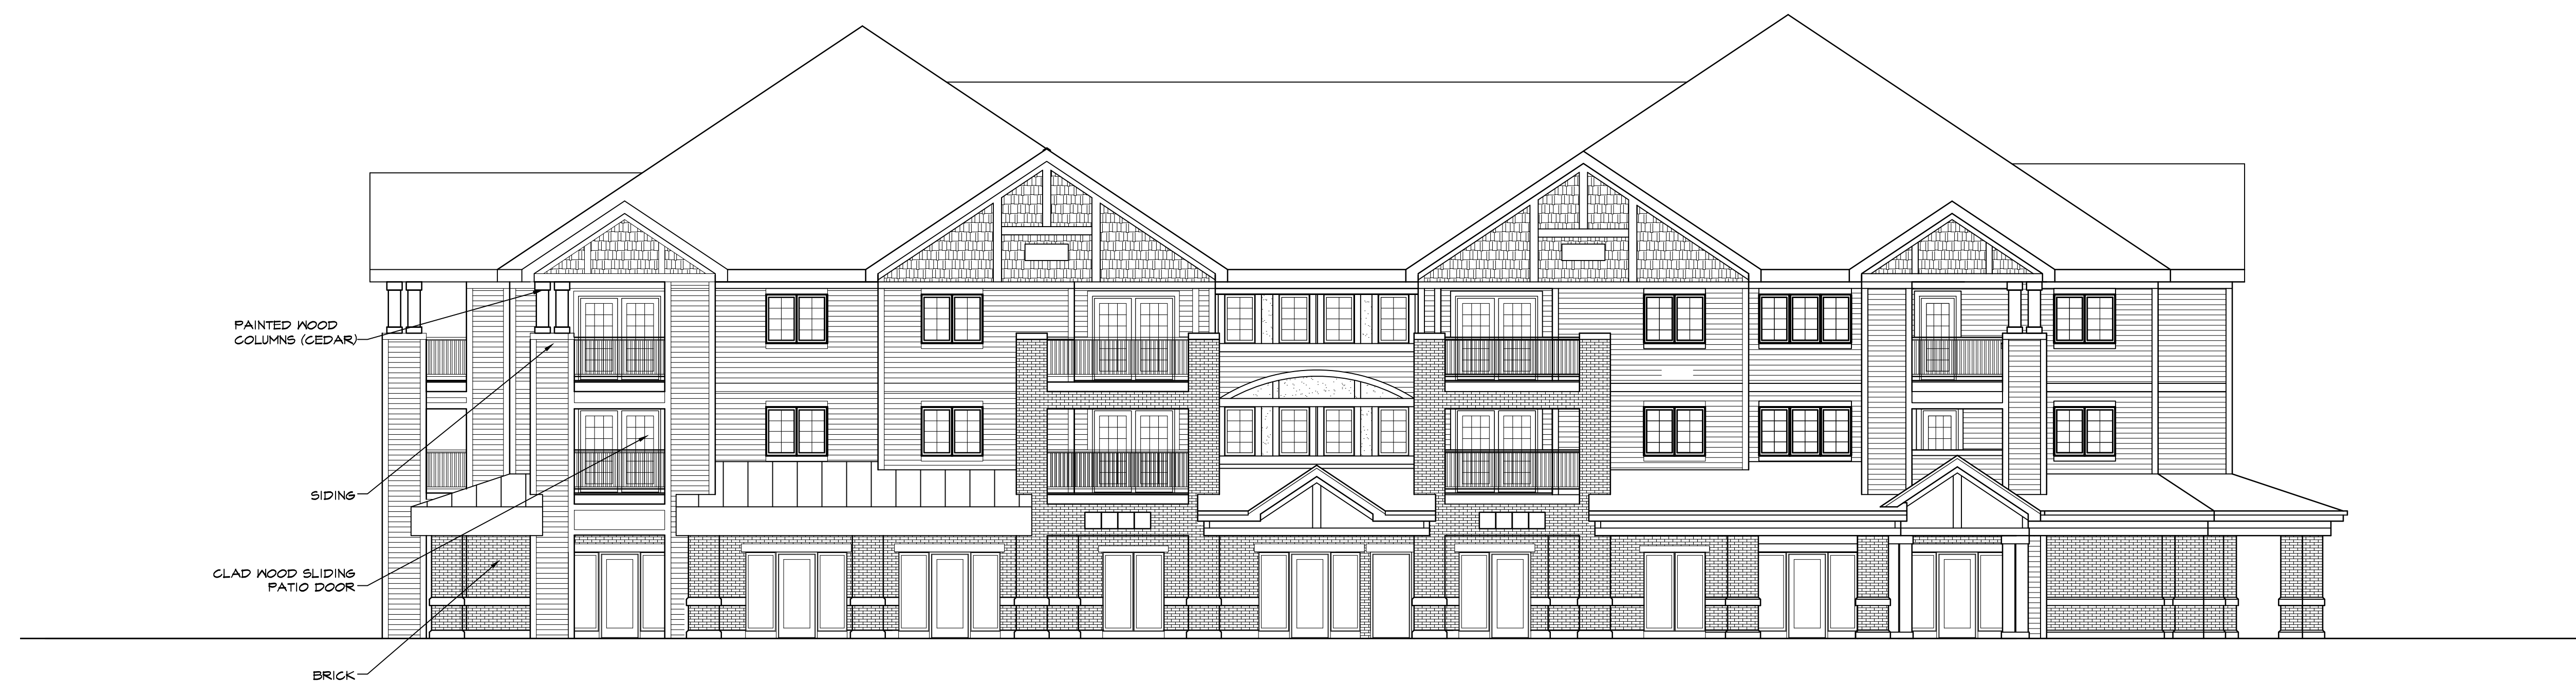 PAINTED WOOD
COLUMNS (CEDAR)
SIDING
CLAD WOOD SLIDING
PATIO DOOR
BRICK